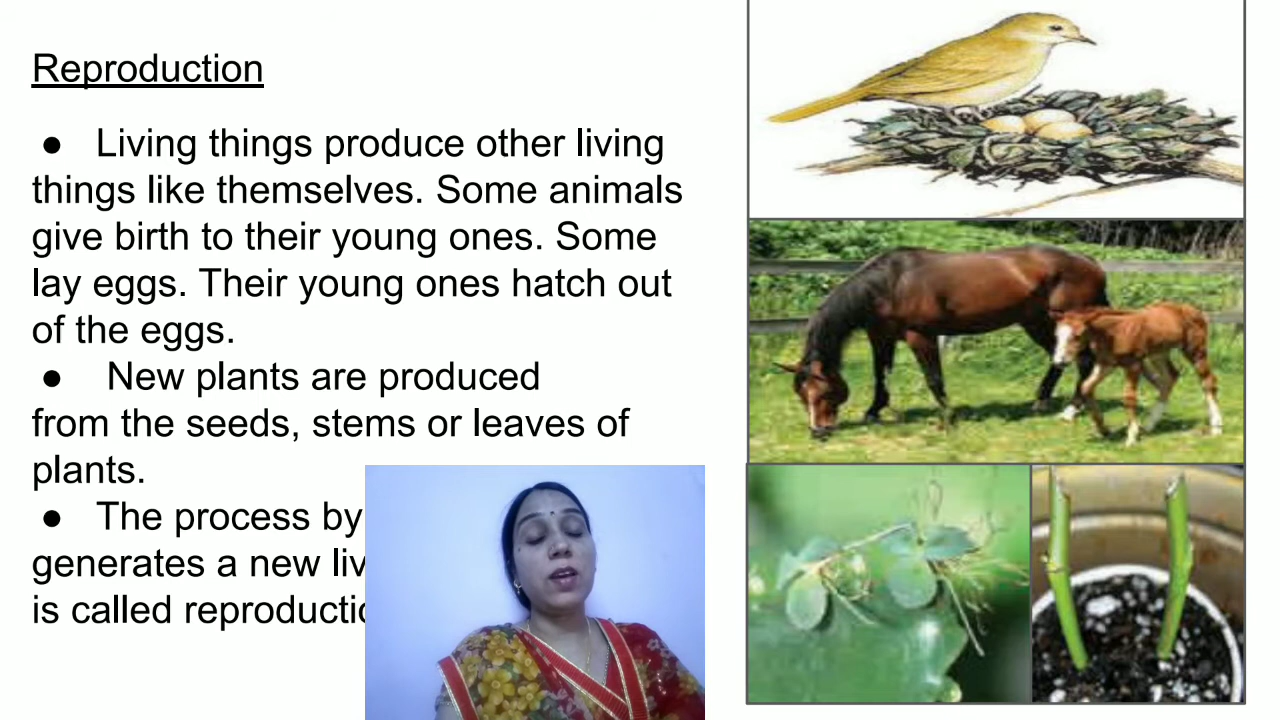 Reproduction
● Living things produce other living
things like themselves. Some animals
give birth to their young ones. Some
lay eggs. Their young ones hatch out
of the eggs.
● New plants are produced
from the seeds, stems or leaves of
plants.
● The process by
generates a new
is called